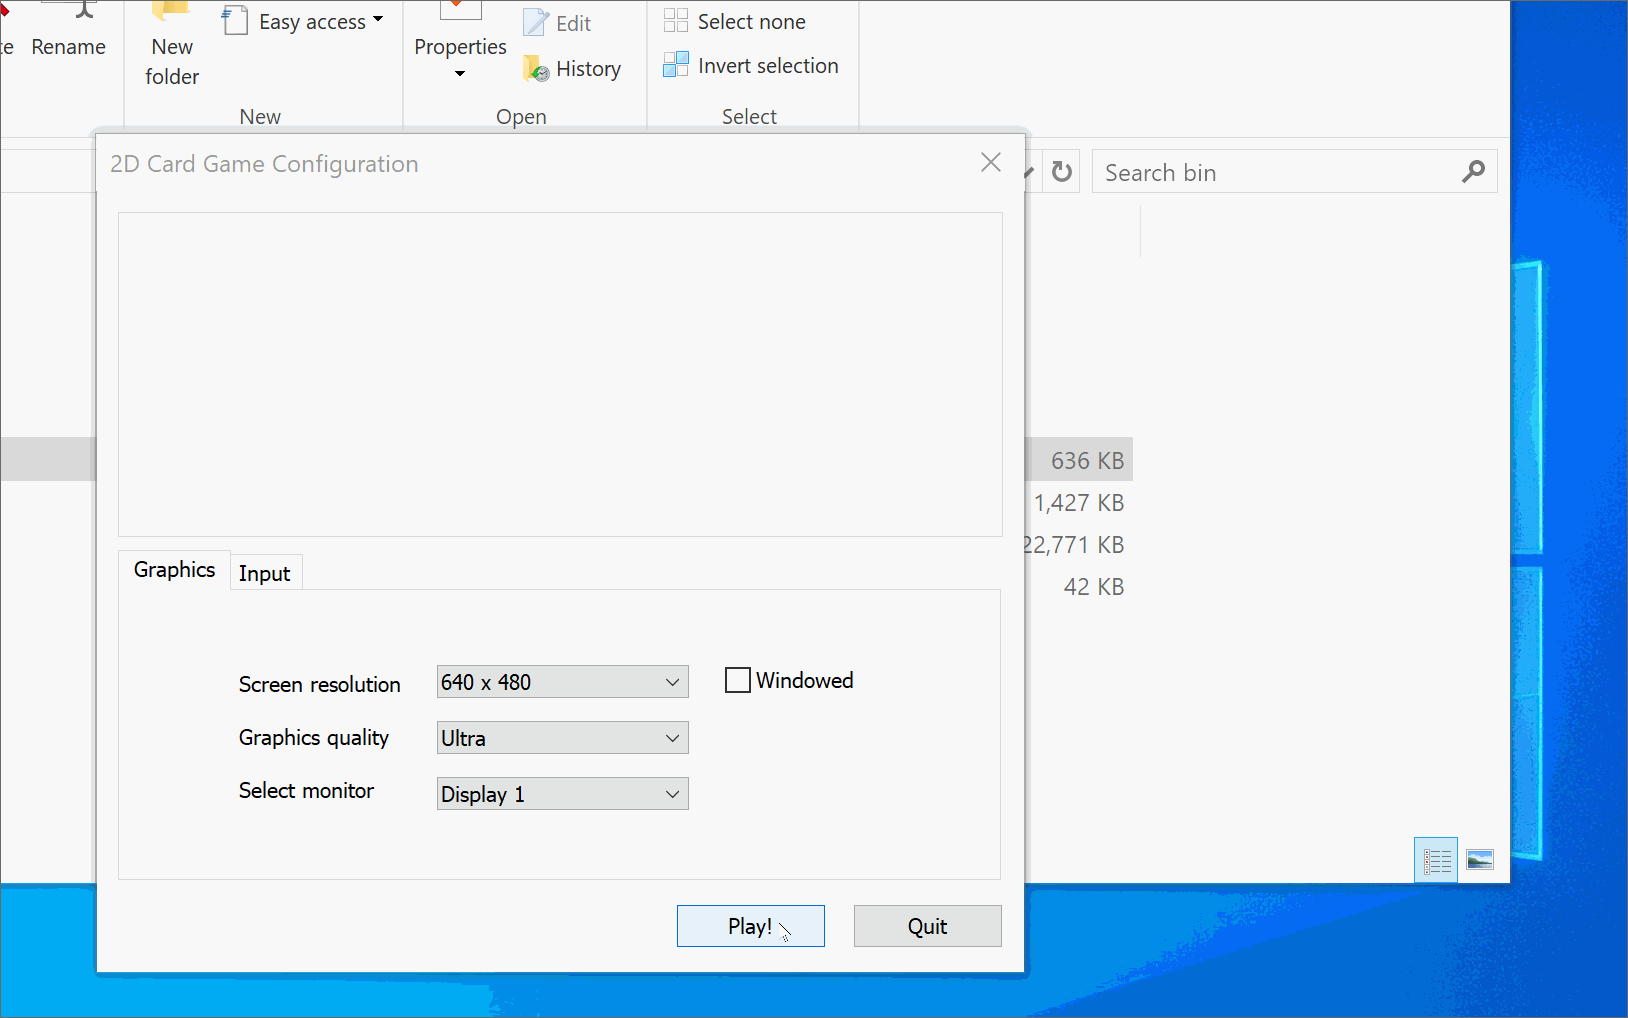 Easy access
Edit
Select none
Rename
New
folder
Properties
History
Invert selection
New
Open
Select
2D Card Game Configuration
Search bin
636 KB
1,427 KB
22,771 KB
42 KB
Graphics
Input
Screen resolution
640 x 480
Windowed
Graphics quality
Ultra
Select monitor
Display 1
Play!
Quit